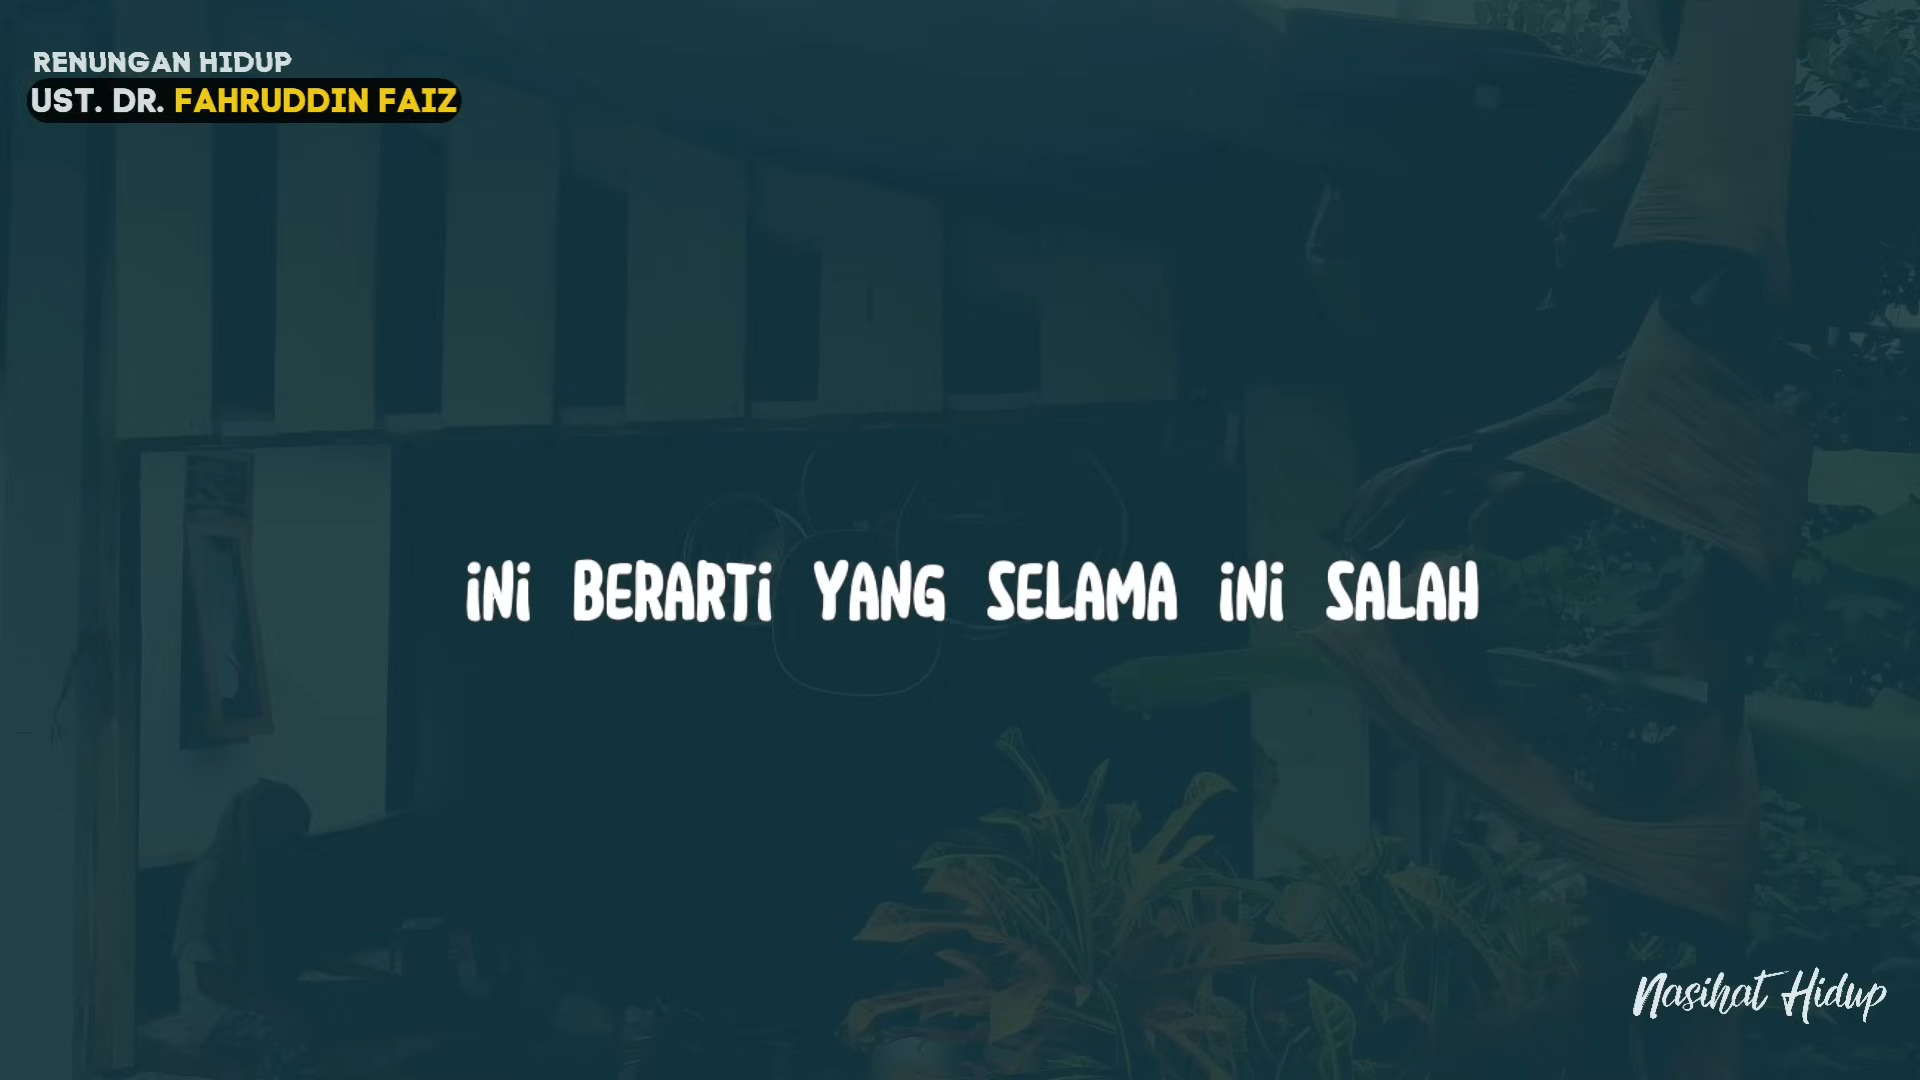 RENUNGAN HIDUP
UST. DR. FAHRUDDIN FAIZ
iNi BERARTi YANG SELAMA iNi SALAH
Nasihat Hidup